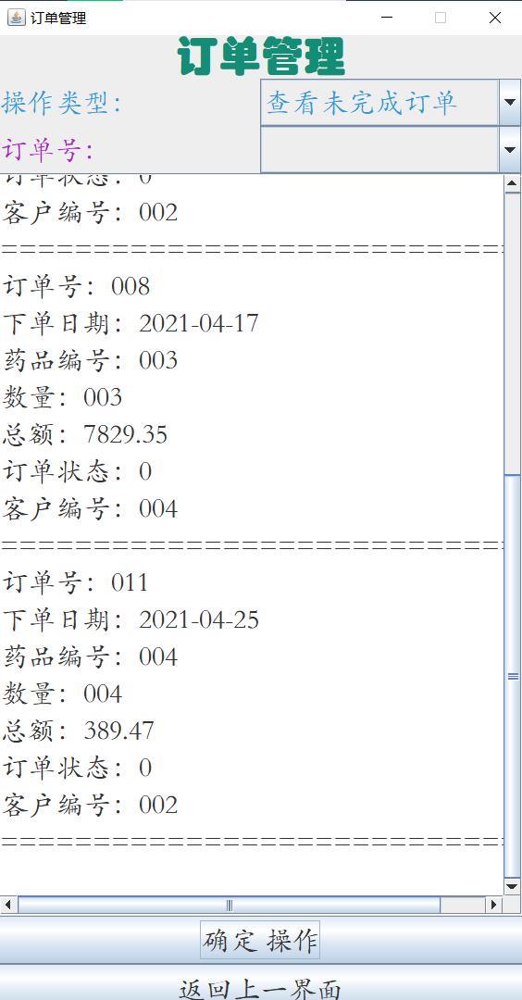 订单管理
订单管理
操作类型： 查看未完成订单
订单号：
订单状态：0
客户编号：002
============================
订单号：008
下单日期：2021-04-17
药品编号：003
数量：003
总额：7829.35
订单状态：0
客户编号：004
============================
订单号：011
下单日期：2021-04-25
药品编号：004
数量：004
总额：389.47
订单状态：0
客户编号：002
============================
确定 操作
返回上一界面